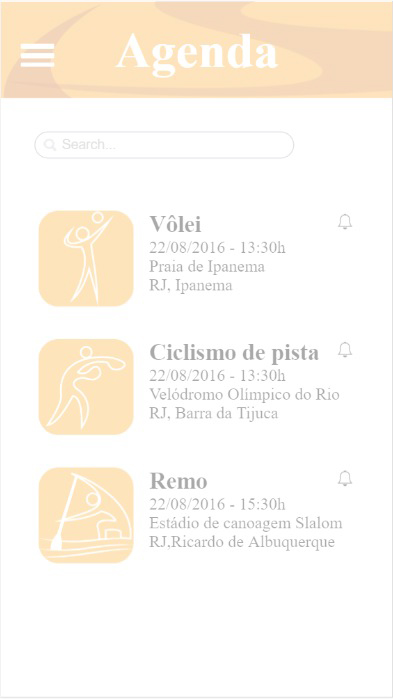 Agenda
Search...
Vôlei
22/08/2016 - 13:30h
Praia de Ipanema
RJ, Ipanema
Ciclismo de pista
22/08/2016 - 13:30h
Velódromo Olímpico do Rio
RJ, Barra da Tijuca
Remo
22/08/2016 - 15:30h
Estádio de canoagem Slalom
RJ,Ricardo de Albuquerque